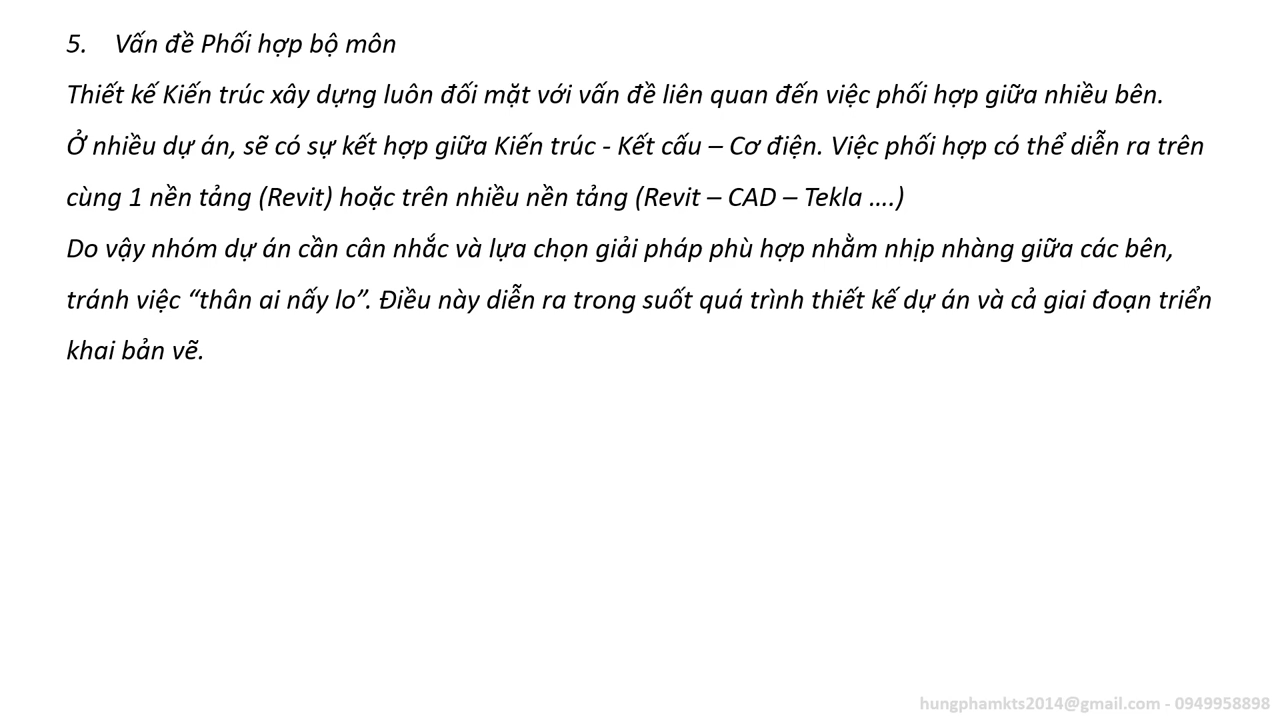 5. Vấn đề Phối hợp bộ môn
Thiết kế Kiến trúc xây dựng luôn đối mặt với vấn đề liên quan đến việc phối hợp giữa nhiều bên.
Ở nhiều dự án, sẽ có sự kết hợp giữa Kiến trúc - Kết cấu – Cơ điện. Việc phối hợp có thể diễn ra trên
cùng 1 nền tảng (Revit) hoặc trên nhiều nền tảng (Revit – CAD – Tekla ....)
Do vậy nhóm dự án cần cân nhắc và lựa chọn giải pháp phù hợp nhằm nhịp nhàng giữa các bên,
tránh việc “thân ai nấy lo”. Điều này diễn ra trong suốt quá trình thiết kế dự án và cả giai đoạn triển
khai bản vẽ.
hungphamkts2014@gmail.com - 0949958898